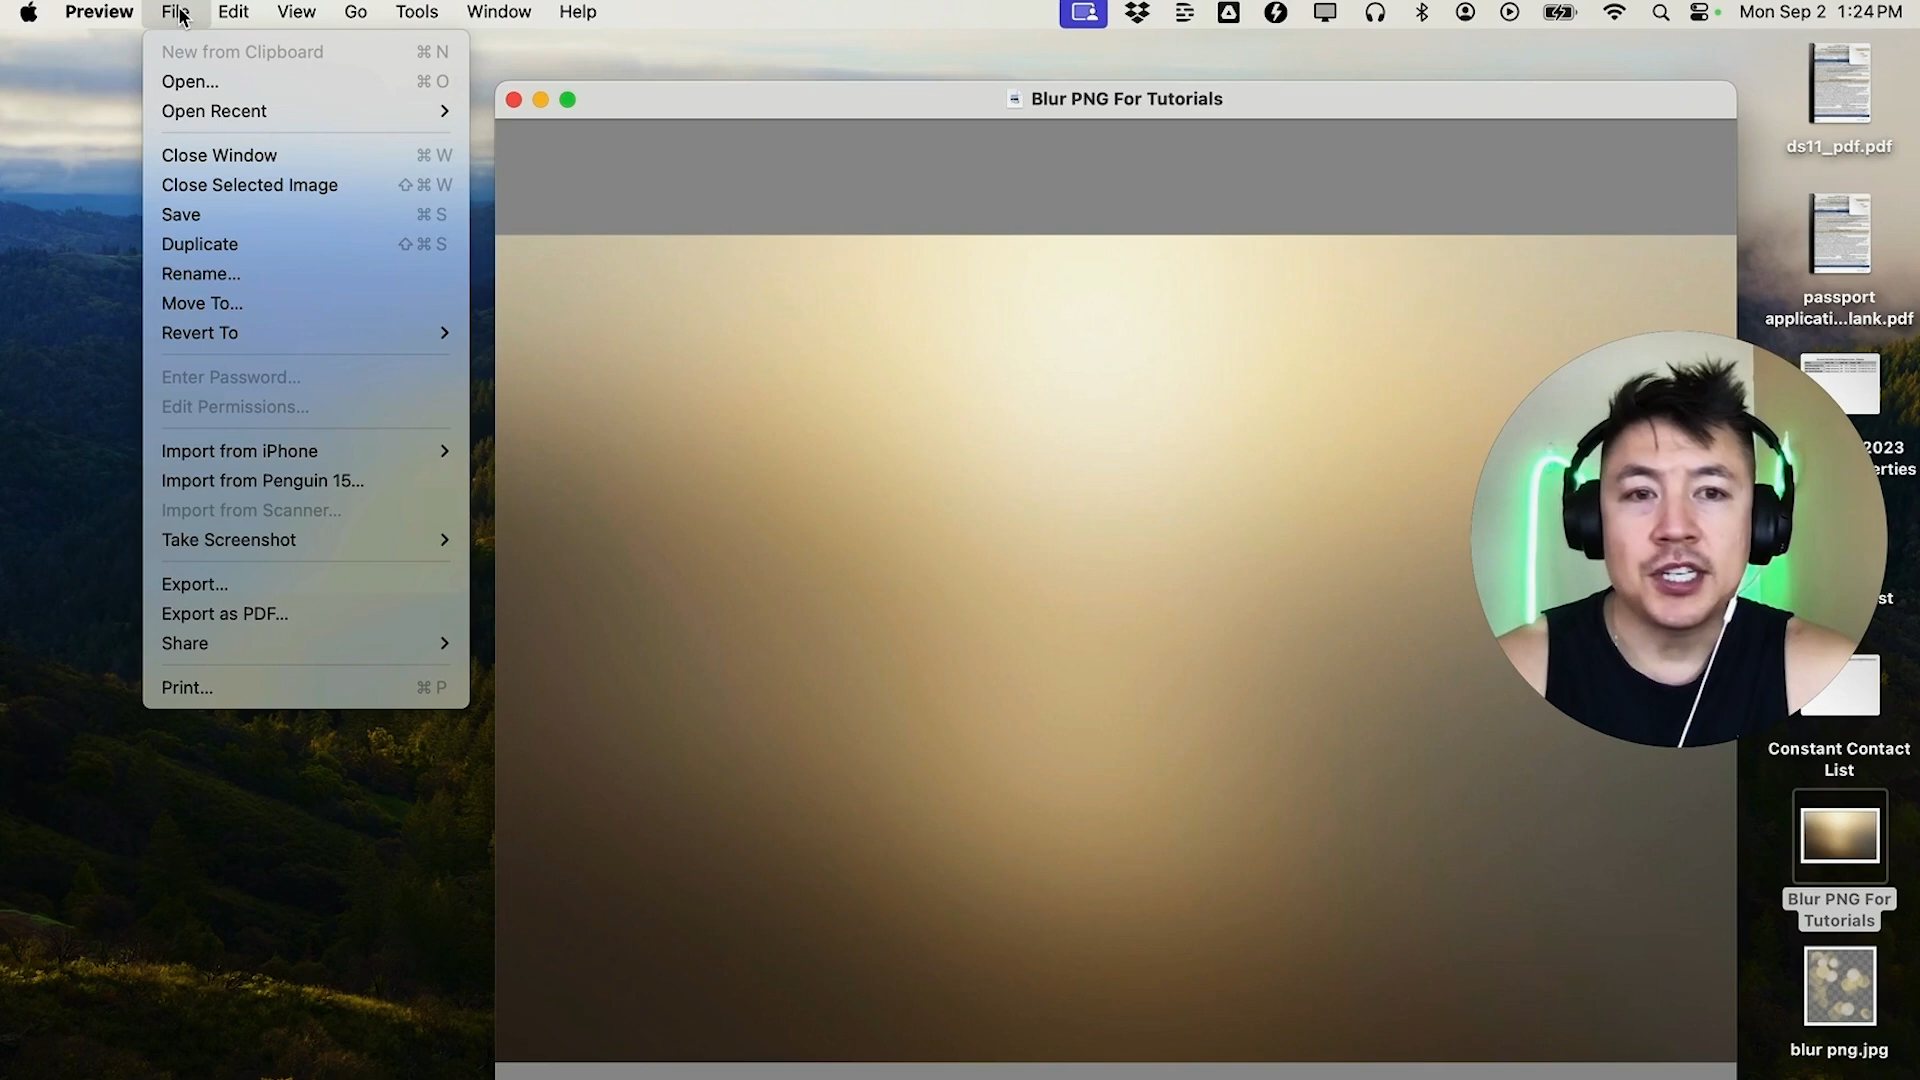 Preview File Edit View Go Tools Window Help Mon Sep 2 1:24 PM
New from Clipboard ⌘ N
Open... ⌘ O
Open Recent
Close Window ⌘ W
Close Selected Image ⇧ ⌘ W
Save ⌘ S
Duplicate ⇧ ⌘ S
Rename...
Move To...
Revert To
Enter Password...
Edit Permissions...
Import from iPhone
Import from Penguin 15...
Import from Scanner...
Take Screenshot
Export...
Export as PDF...
Share
Print... ⌘ P
Blur PNG For Tutorials
ds11_pdf.pdf
passport
applicati...lank.pdf
2023
erties
st
Constant Contact
List
Blur PNG For
Tutorials
blur png.jpg